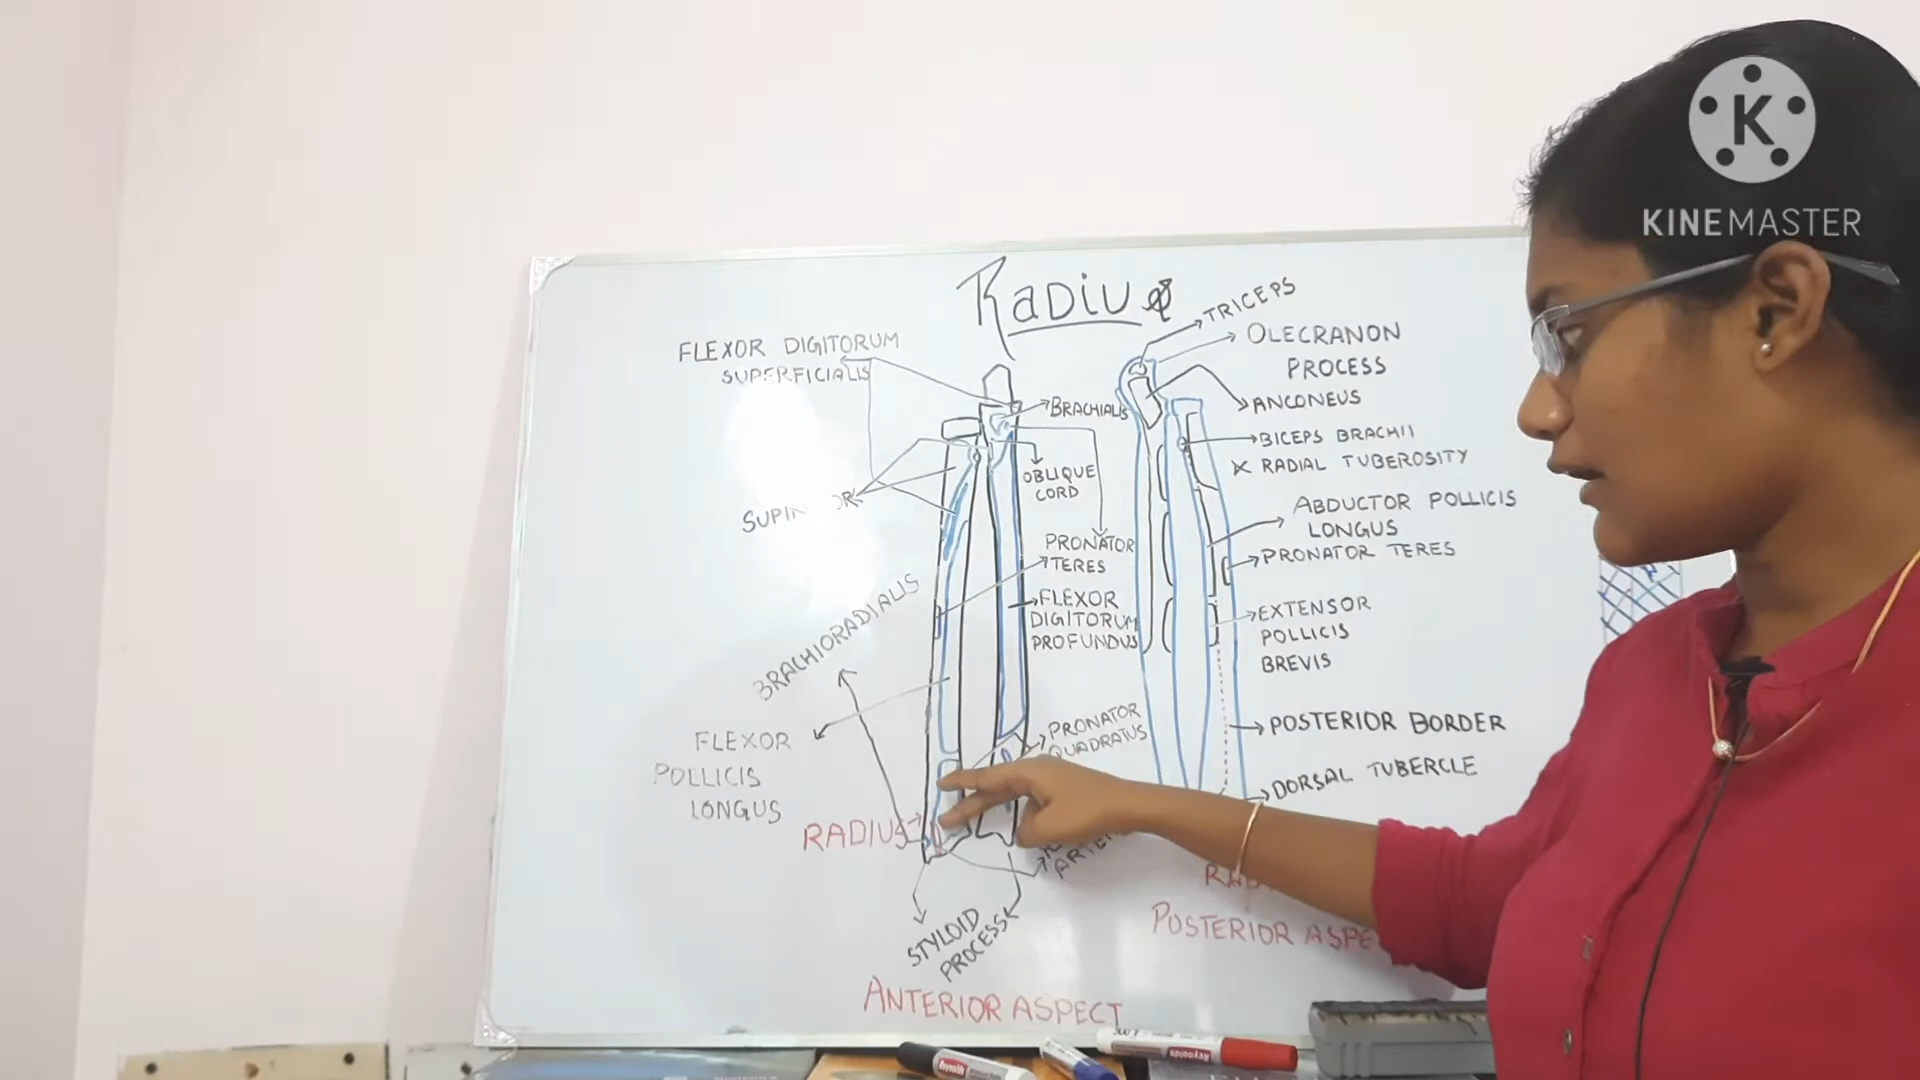 KINEMASTER
RADIUS
FLEXOR DIGITORUM
SUPERFICIALIS
BRACHIALIS
OBLIQUE
CORD
PRONATOR
TERES
FLEXOR
DIGITORUM
PROFUNDUS
BRACHIORADIALIS
FLEXOR
POLLICIS
LONGUS
PRONATOR
QUADRATUS
RADIUS
STYLOID
PROCESS
ANTERIOR ASPECT
TRICEPS
OLECRANON
PROCESS
ANCONEUS
BICEPS BRACHII
RADIAL TUBEROSITY
ABDUCTOR POLLICIS
LONGUS
PRONATOR TERES
EXTENSOR
POLLICIS
BREVIS
POSTERIOR BORDER
DORSAL TUBERCLE
POSTERIOR
Reynolds
Reynolds